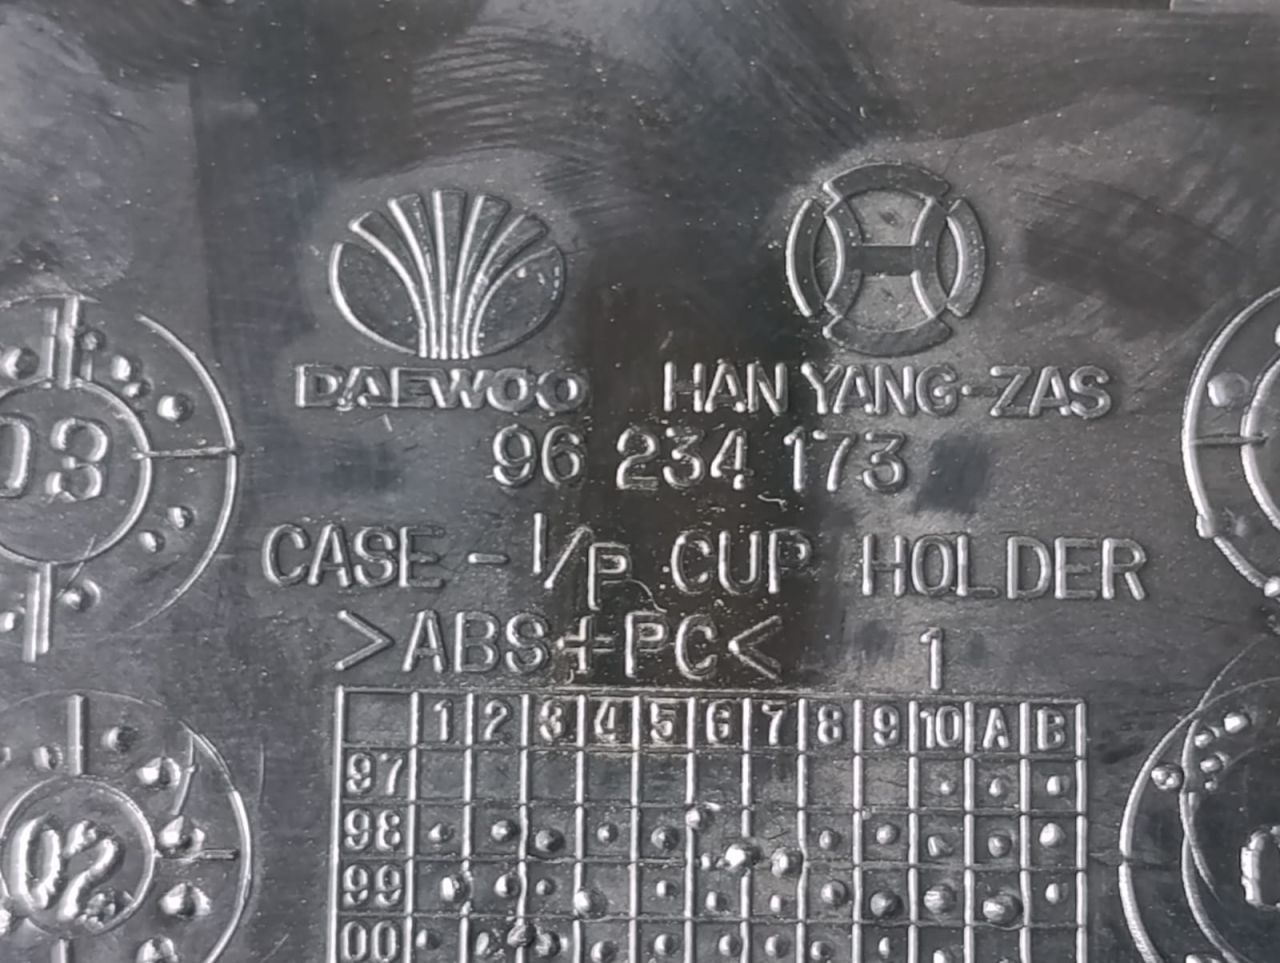 DAEWOO HAN YANG-ZAS
96 234 173
CASE - I/P CUP HOLDER
>ABS+PC< 1
1 2 3 4 5 6 7 8 9 10 A B
97
98
99
00
03
02